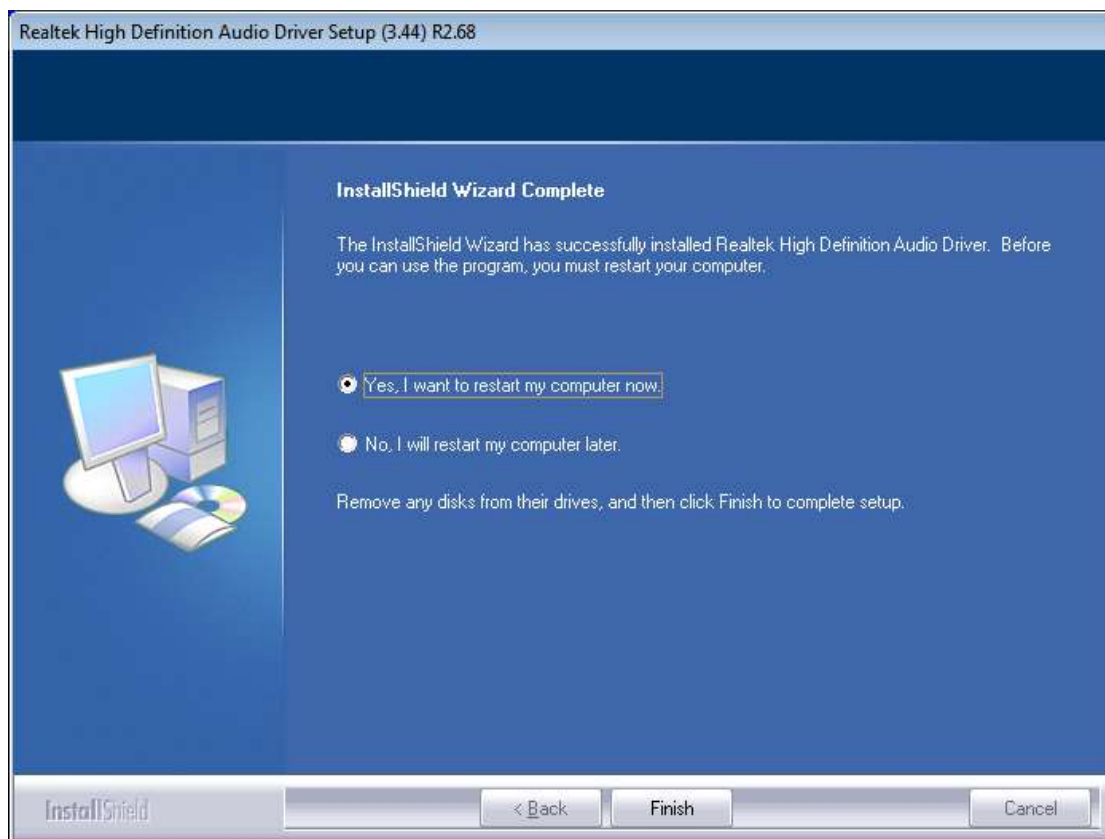 Realtek High Definition Audio Driver Setup (3.44) R2.68
InstallShield Wizard Complete
The InstallShield Wizard has successfully installed Realtek High Definition Audio Driver.  Before
you can use the program, you must restart your computer.
Yes, I want to restart my computer now.
No, I will restart my computer later.
Remove any disks from their drives, and then click Finish to complete setup.
InstallShield
< Back
Finish
Cancel